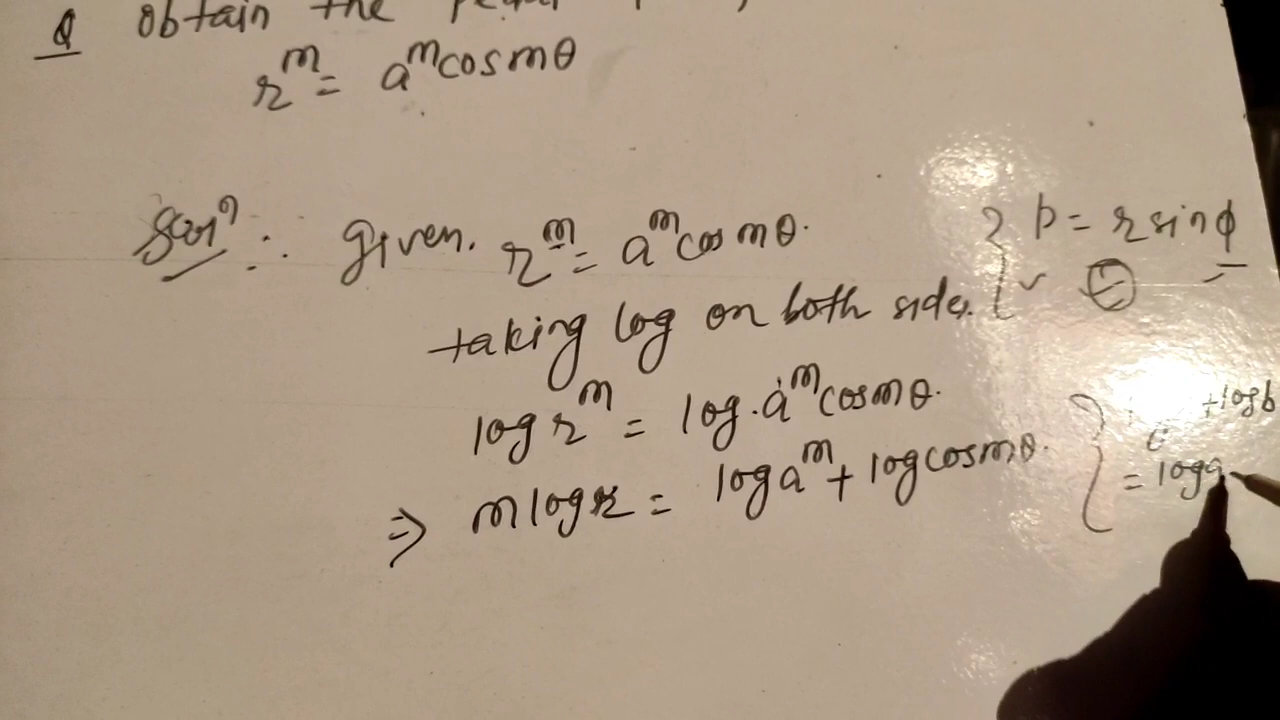 Q Obtain the
r^m = a^m cos mθ
Soln ∴ given. r^m = a^m cos mθ.
{ p = r sin φ
taking log on both side.
log r^m = log. a^m cos mθ.
+ log b
⇒ m log r = log a^m + log cos mθ.
{ = log a